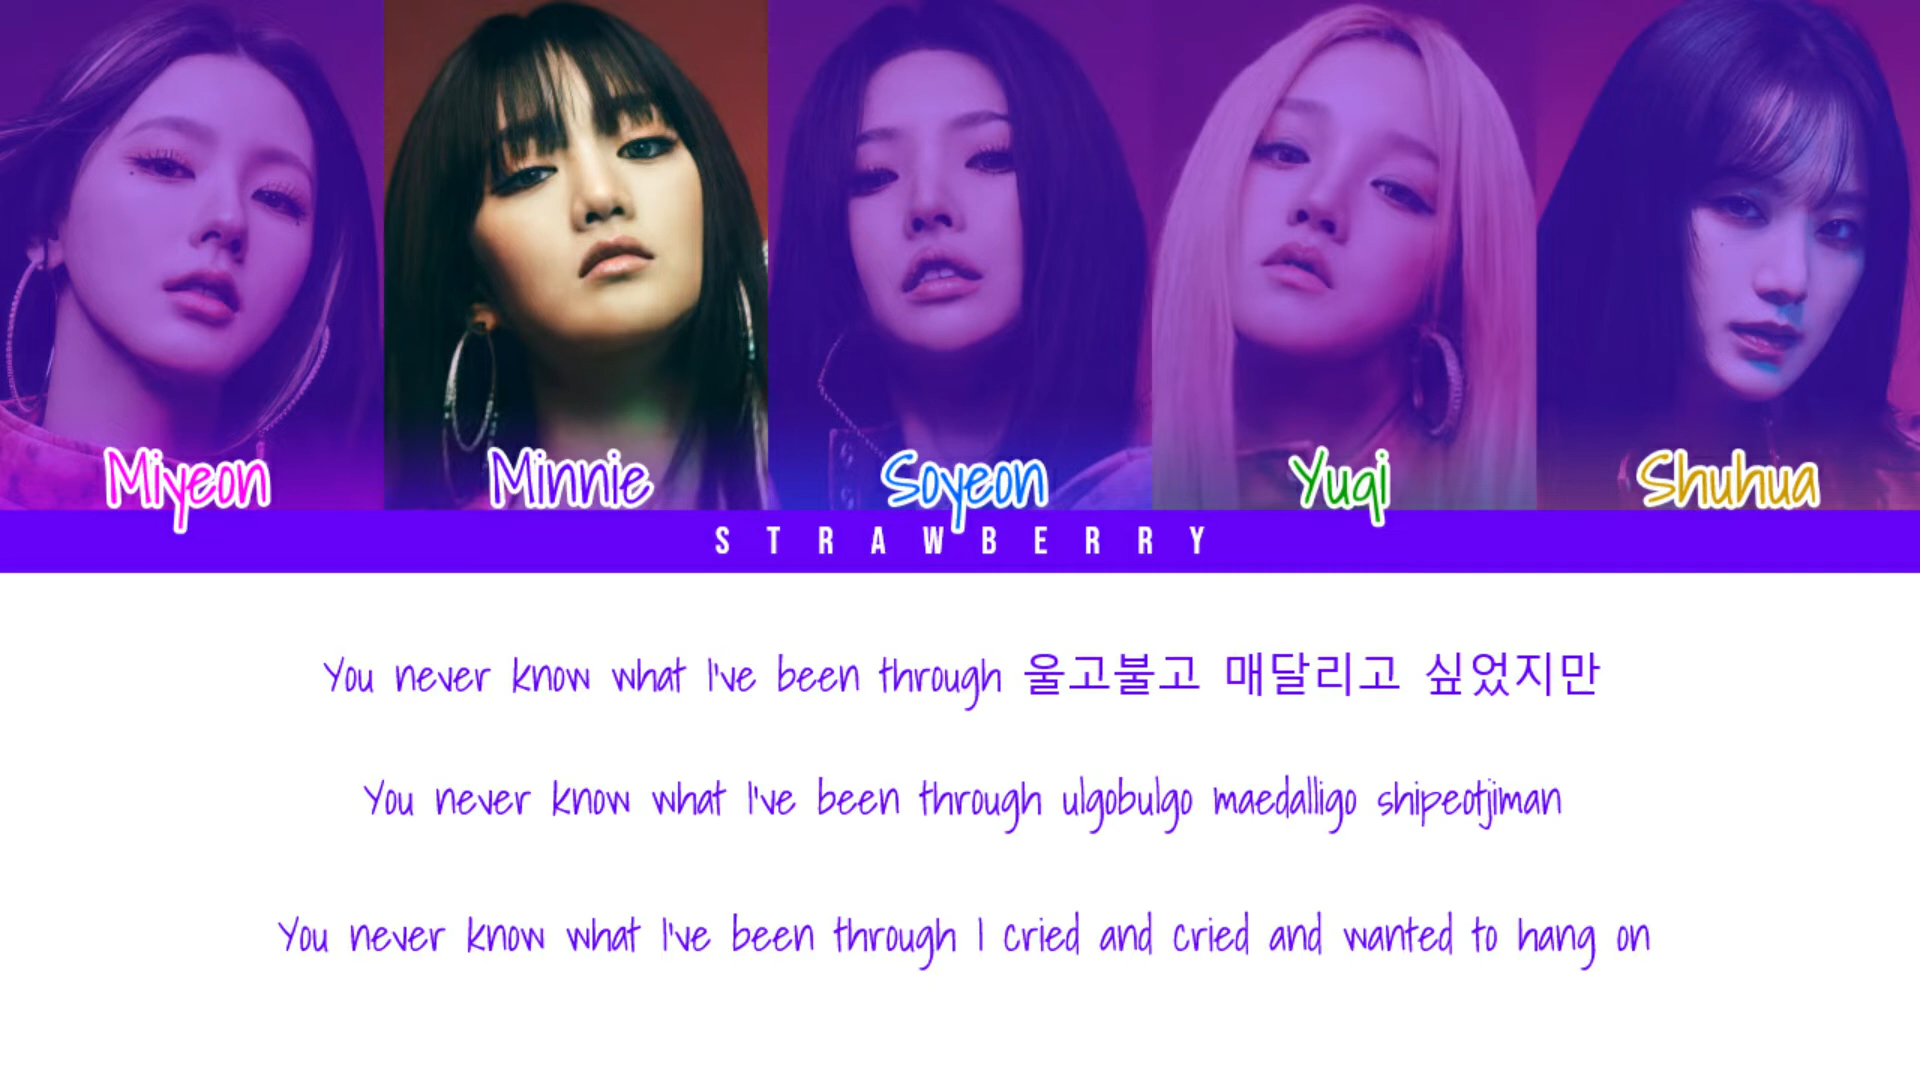 Miyeon Minnie Soyeon Yuqi Shuhua
STRAWBERRY
You never know what I've been through 울고불고 매달리고 싶었지만
You never know what I've been through ulgobulgo maedalligo shipeotjiman
You never know what I've been through I cried and cried and wanted to hang on